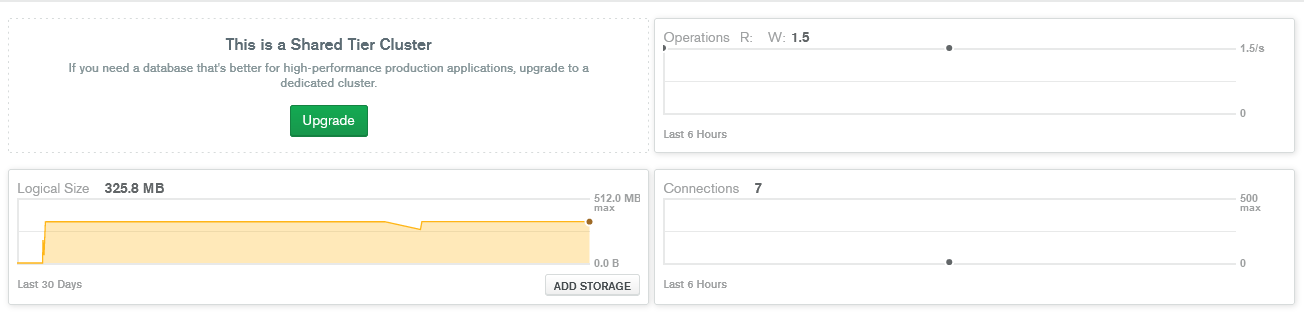 This is a Shared Tier Cluster
If you need a database that's better for high-performance production applications, upgrade to a
dedicated cluster.
Upgrade
Operations R: W: 1.5
1.5/s
0
Last 6 Hours
Logical Size 325.8 MB
512.0 MB
max
0.0 B
Last 30 Days
ADD STORAGE
Connections 7
500
max
0
Last 6 Hours